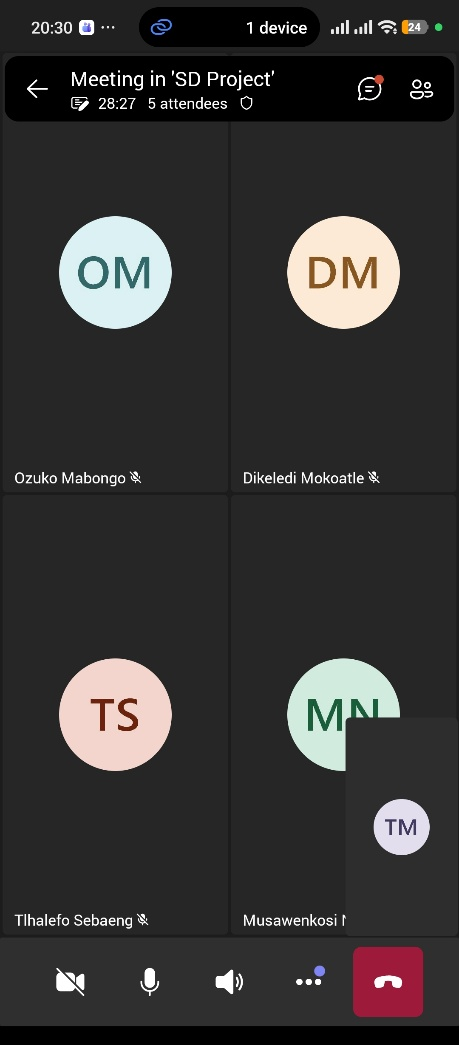 20:30 ... 1 device 24
Meeting in 'SD Project'
28:27 5 attendees
OM
DM
Ozuko Mabongo
Dikeledi Mokoatle
TS
MN
TM
Tlhalefo Sebaeng
Musawenkosi